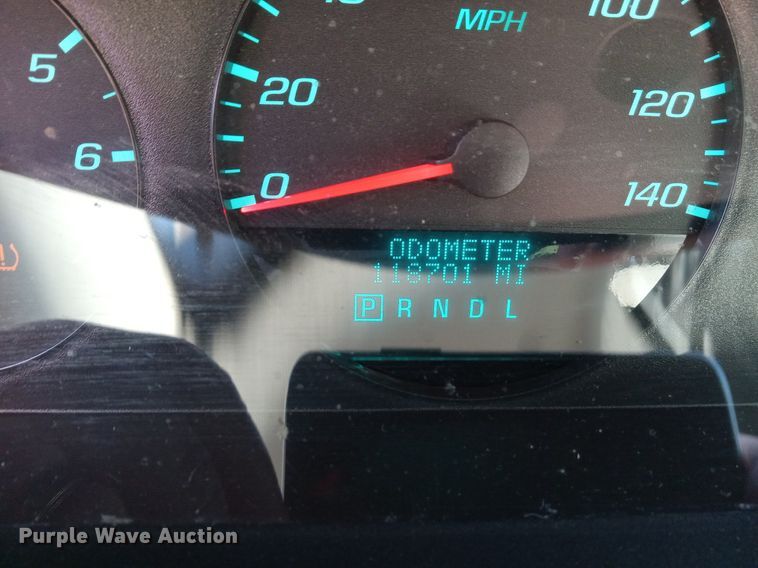 100
MPH
5
20
120
6
0
140
ODOMETER
118701 MI
P R N D L
Purple Wave Auction